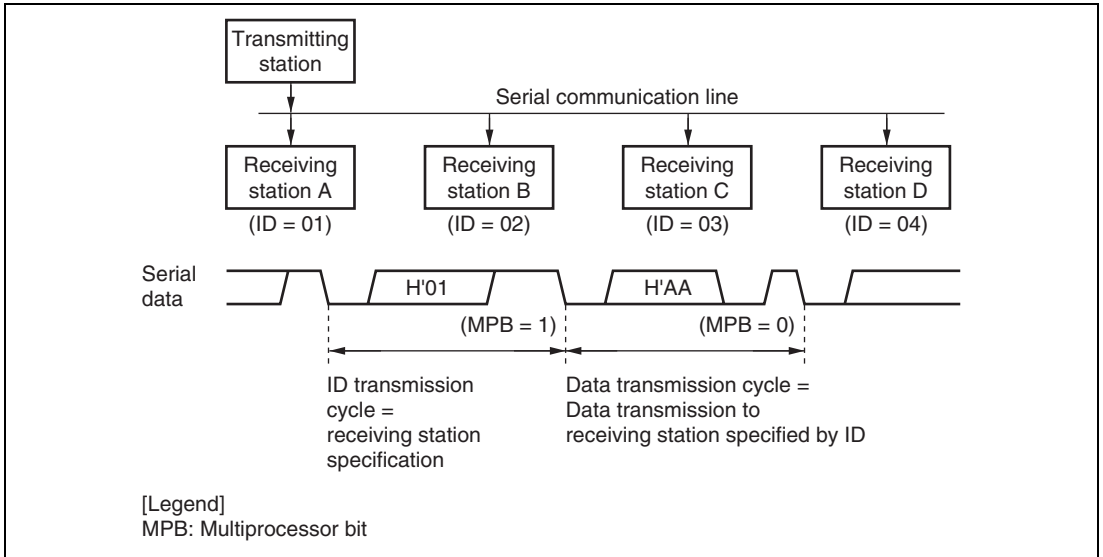 Transmitting
station
Serial communication line
Receiving
station A
Receiving
station B
Receiving
station C
Receiving
station D
(ID = 01)
(ID = 02)
(ID = 03)
(ID = 04)
Serial
data
H'01
H'AA
(MPB = 1)
(MPB = 0)
ID transmission
cycle =
receiving station
specification
Data transmission cycle =
Data transmission to
receiving station specified by ID
[Legend]
MPB: Multiprocessor bit